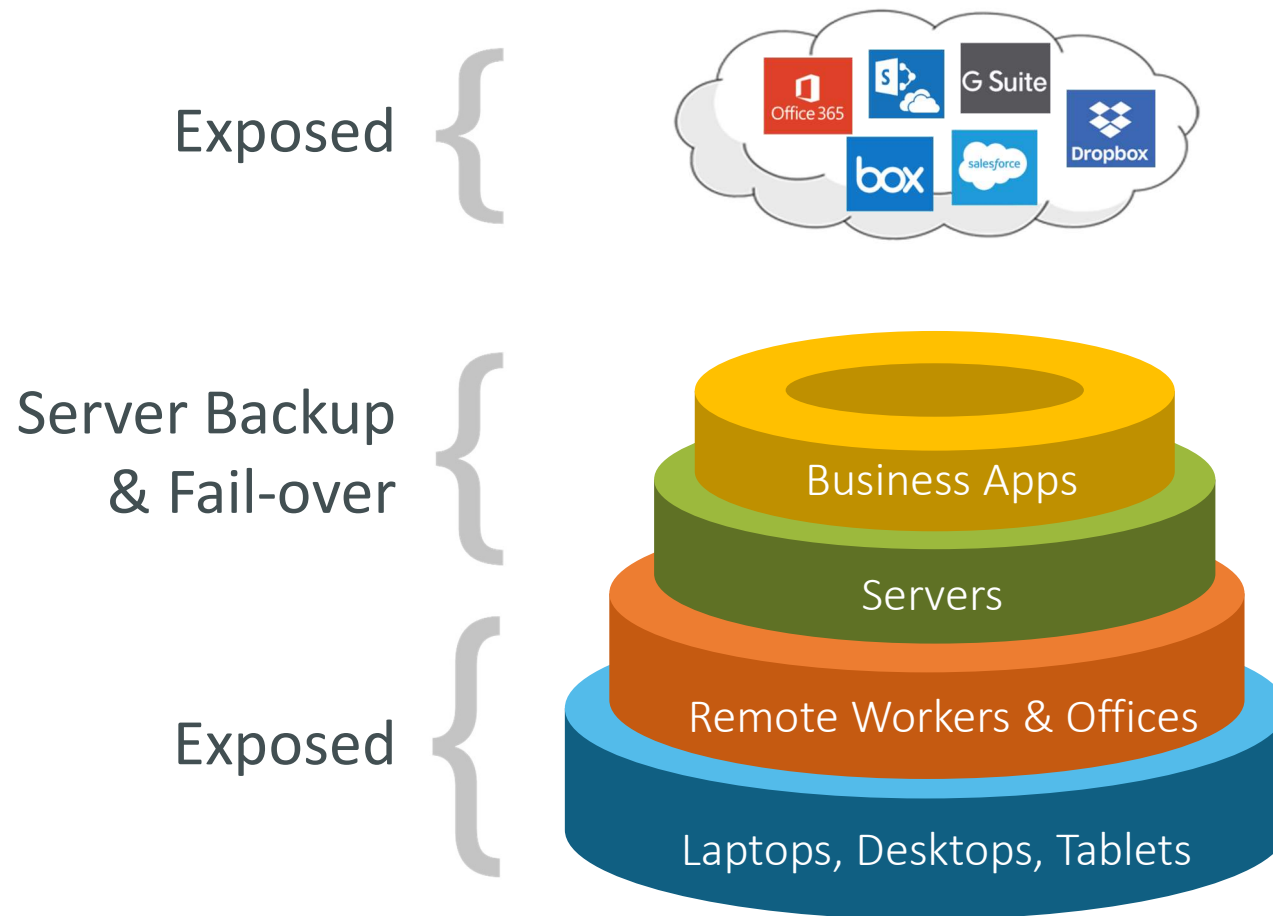 Exposed
Office 365
S
G Suite
Dropbox
box
salesforce
Server Backup
& Fail-over
Business Apps
Servers
Exposed
Remote Workers & Offices
Laptops, Desktops, Tablets